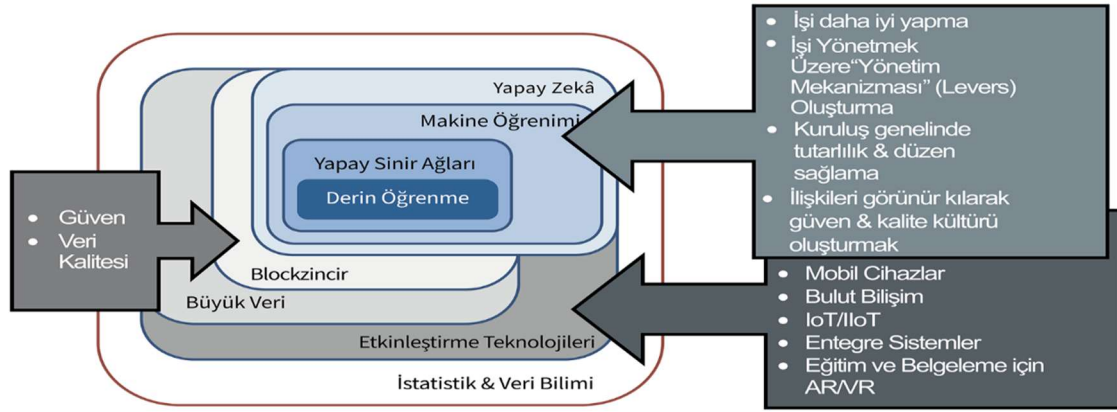 • İşi daha iyi yapma
• İşi Yönetmek
Üzere“Yönetim
Mekanizması” (Levers)
Oluşturma
• Kuruluş genelinde
tutarlılık & düzen
sağlama
• İlişkileri görünür kılarak
güven & kalite kültürü
oluşturmak
Yapay Zekâ
Makine Öğrenimi
Yapay Sinir Ağları
Derin Öğrenme
• Güven
• Veri
Kalitesi
Blockzincir
Büyük Veri
Etkinleştirme Teknolojileri
İstatistik & Veri Bilimi
• Mobil Cihazlar
• Bulut Bilişim
• IoT/IIoT
• Entegre Sistemler
• Eğitim ve Belgeleme için
AR/VR